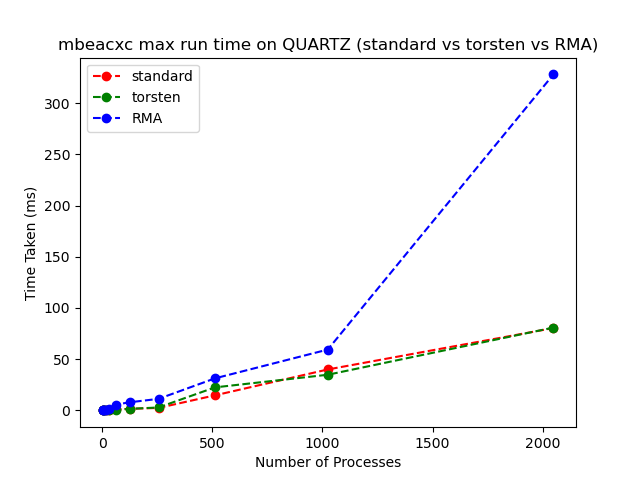 mbeacxc max run time on QUARTZ (standard vs torsten vs RMA)
standard
torsten
RMA
Time Taken (ms)
300
250
200
150
100
50
0
0 500 1000 1500 2000
Number of Processes